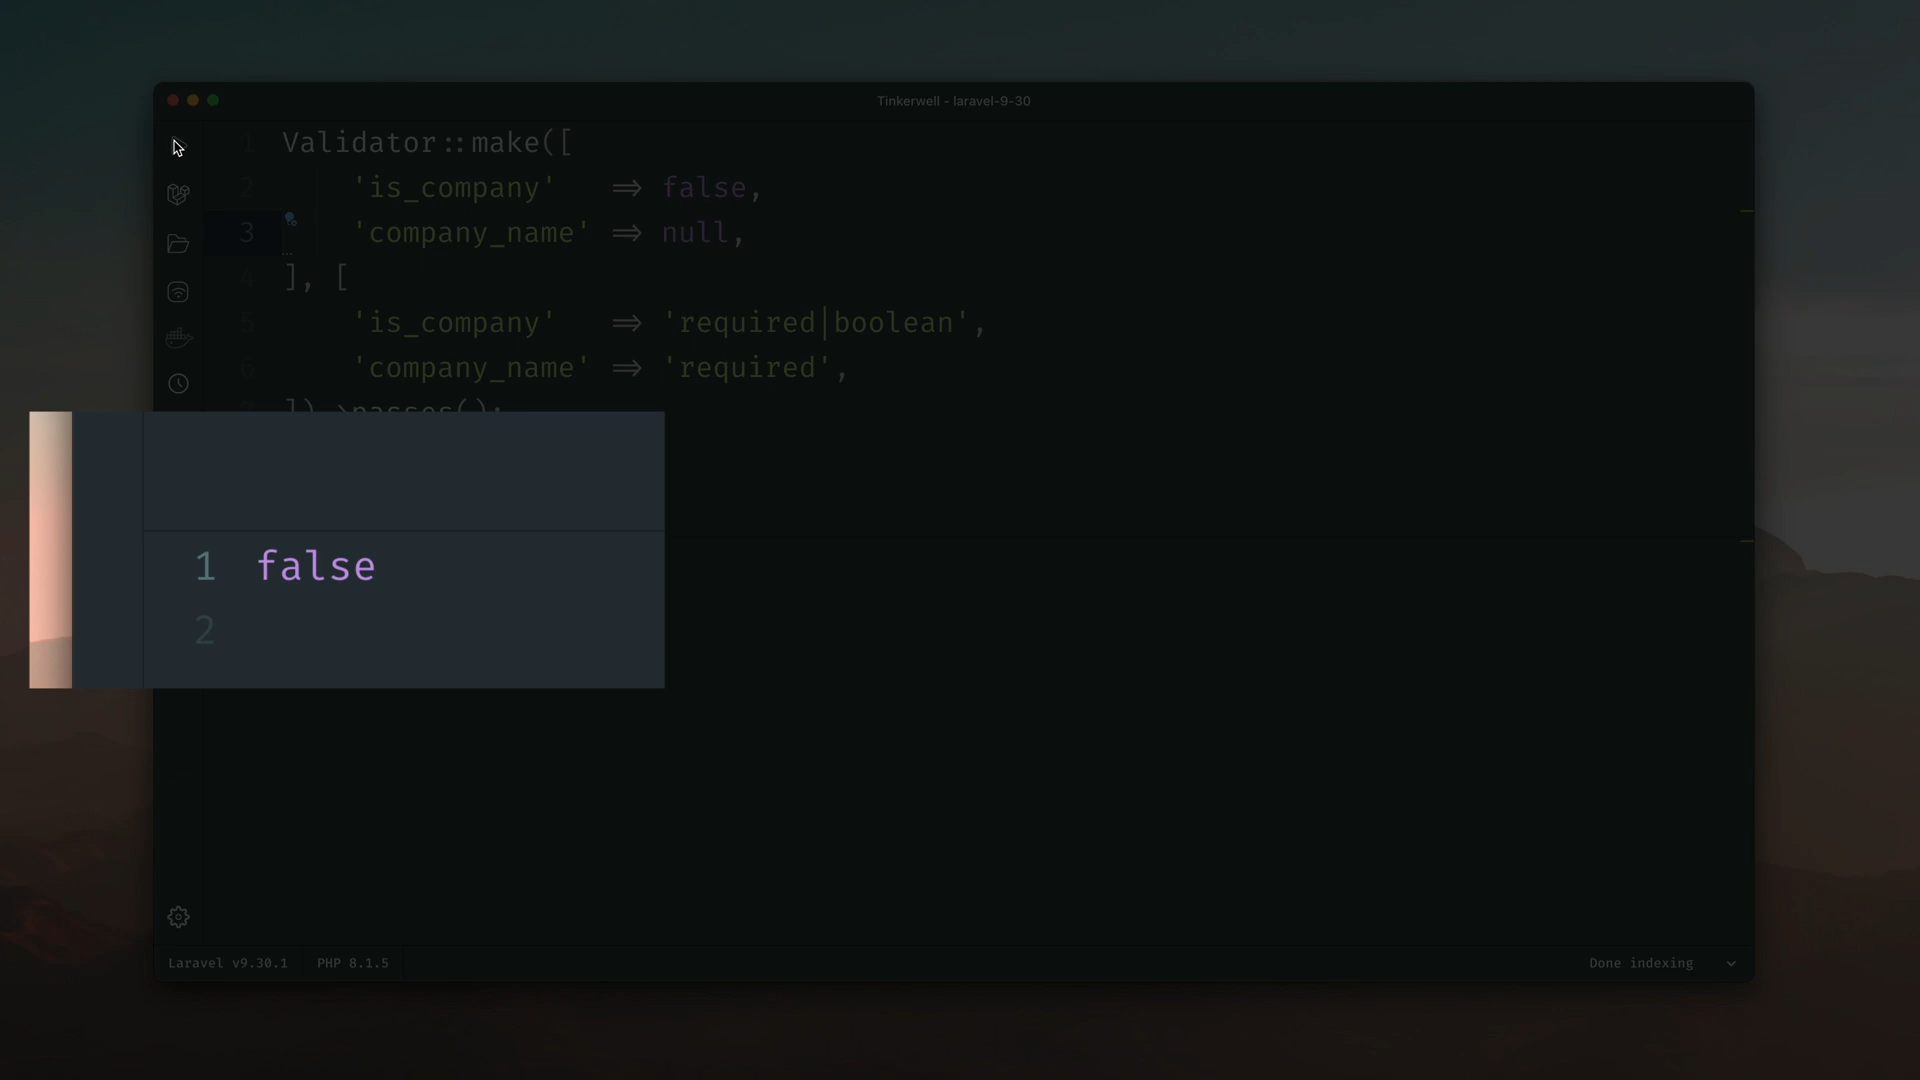 Tinkerwell - laravel-9-30
1 Validator::make([
2 'is_company' => false,
3 'company_name' => null,
4 ], [
5 'is_company' => 'required|boolean',
6 'company_name' => 'required',
])->passes();
1 false
2
Laravel v9.30.1 PHP 8.1.5 Done indexing